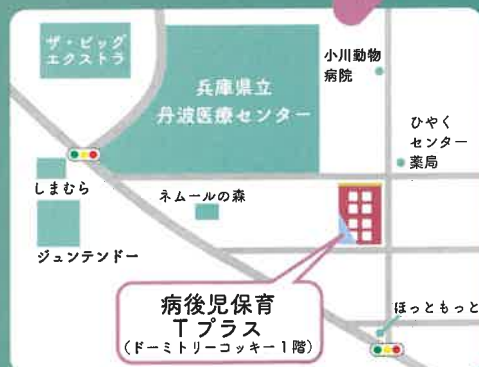 ザ・ビッグ
エクストラ
兵庫県立
丹波医療センター
小川動物
病院
ひやく
センター
薬局
しまむら
ネムールの森
ジュンテンドー
病後児保育
Tプラス
(ドーミトリーコッキー1階)
ほっともっと